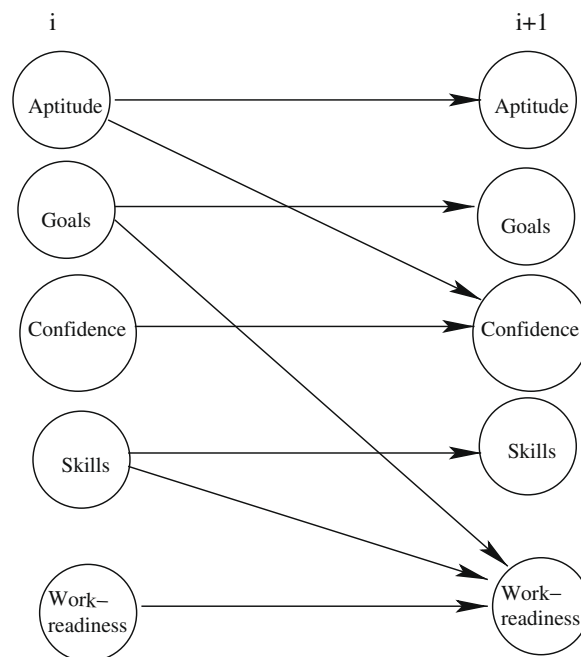 i i+1
Aptitude Aptitude
Goals Goals
Confidence Confidence
Skills Skills
Work– Work–
readiness readiness